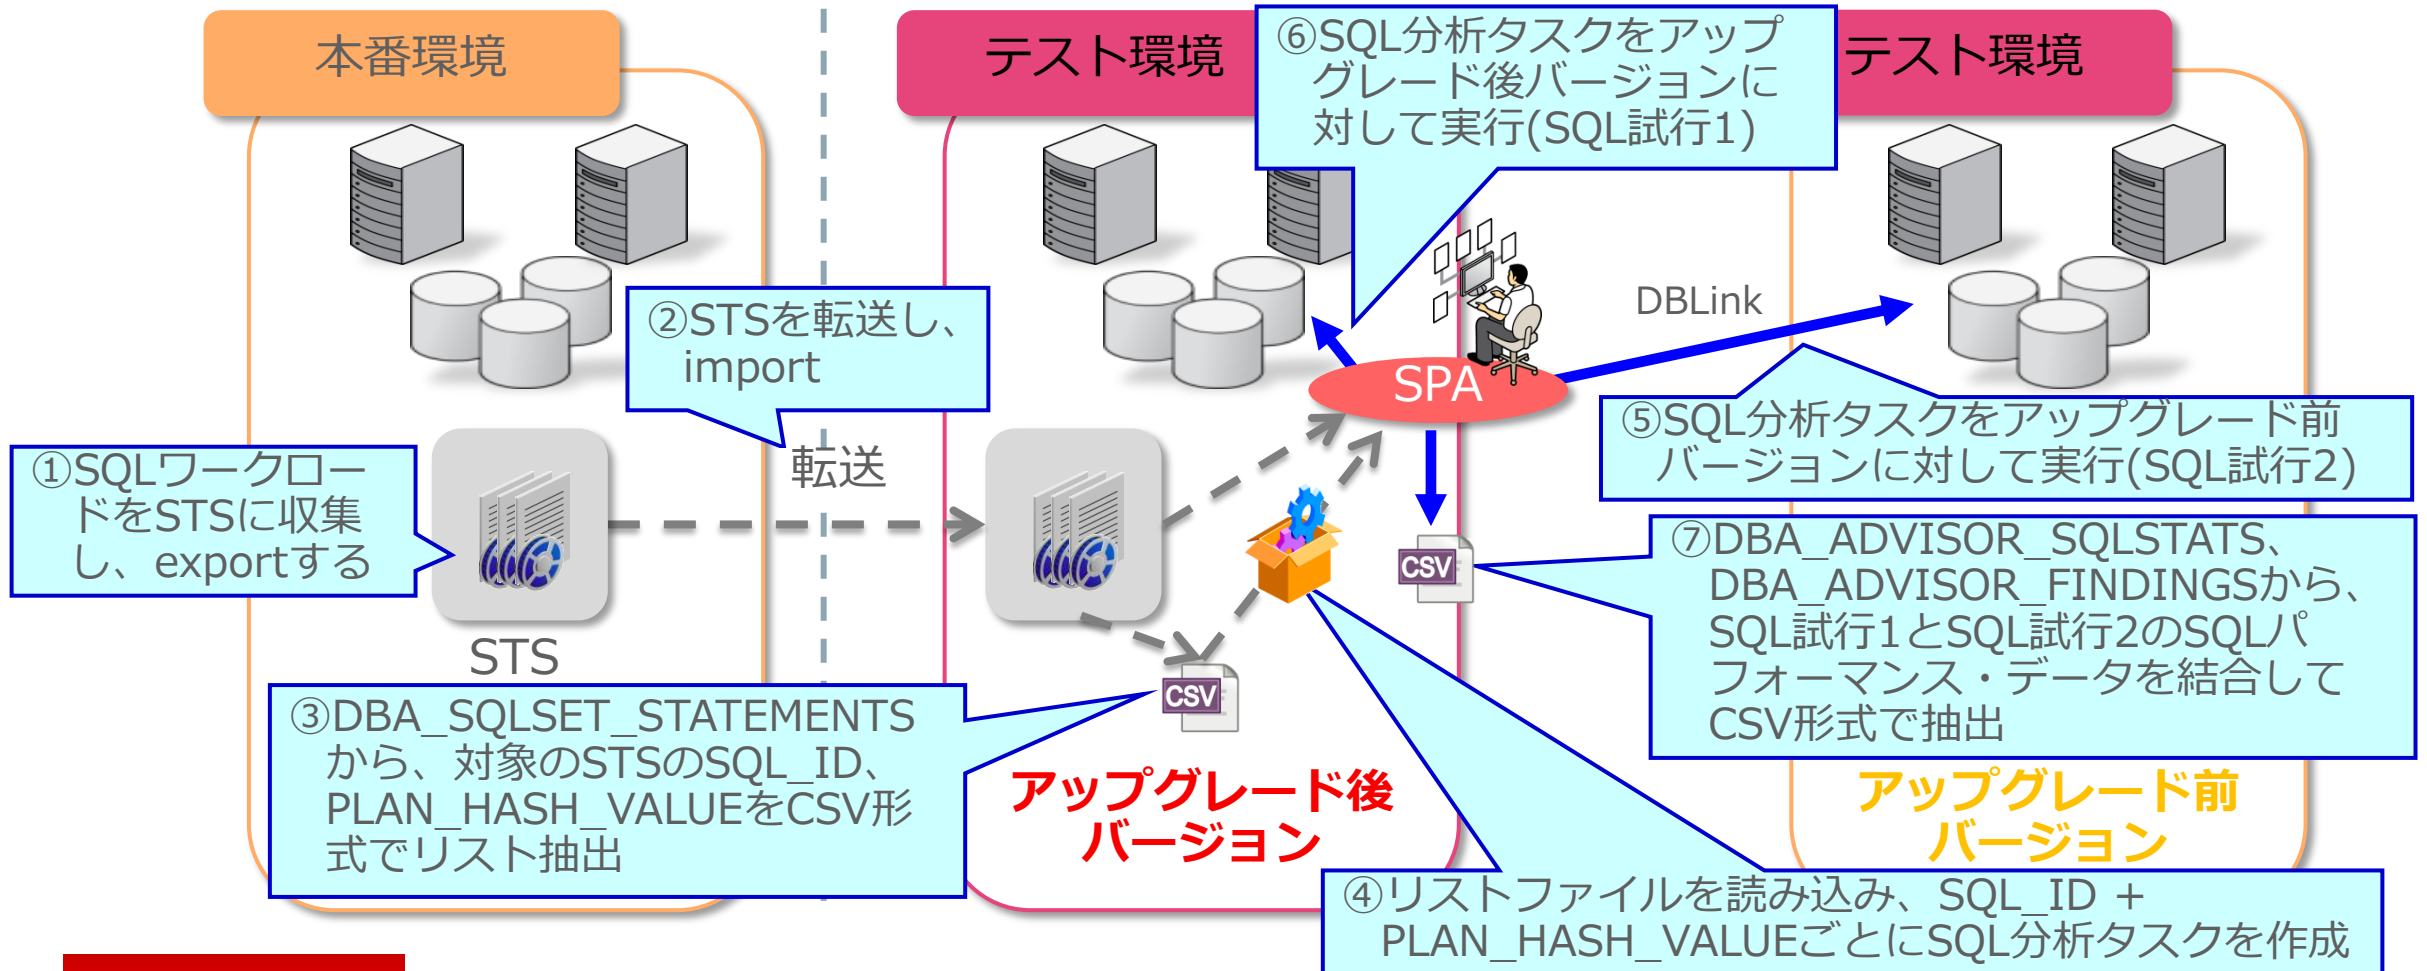 本番環境
テスト環境
テスト環境
⑥SQL分析タスクをアップ
グレード後バージョンに
対して実行(SQL試行1)
②STSを転送し、
import
DBLink
SPA
⑤SQL分析タスクをアップグレード前
バージョンに対して実行(SQL試行2)
①SQLワークロー
ドをSTSに収集
し、exportする
転送
STS
CSV
CSV
⑦DBA_ADVISOR_SQLSTATS、
DBA_ADVISOR_FINDINGSから、
SQL試行1とSQL試行2のSQLパ
フォーマンス・データを結合して
CSV形式で抽出
③DBA_SQLSET_STATEMENTS
から、対象のSTSのSQL_ID、
PLAN_HASH_VALUEをCSV形
式でリスト抽出
アップグレード後
バージョン
アップグレード前
バージョン
④リストファイルを読み込み、SQL_ID +
PLAN_HASH_VALUEごとにSQL分析タスクを作成